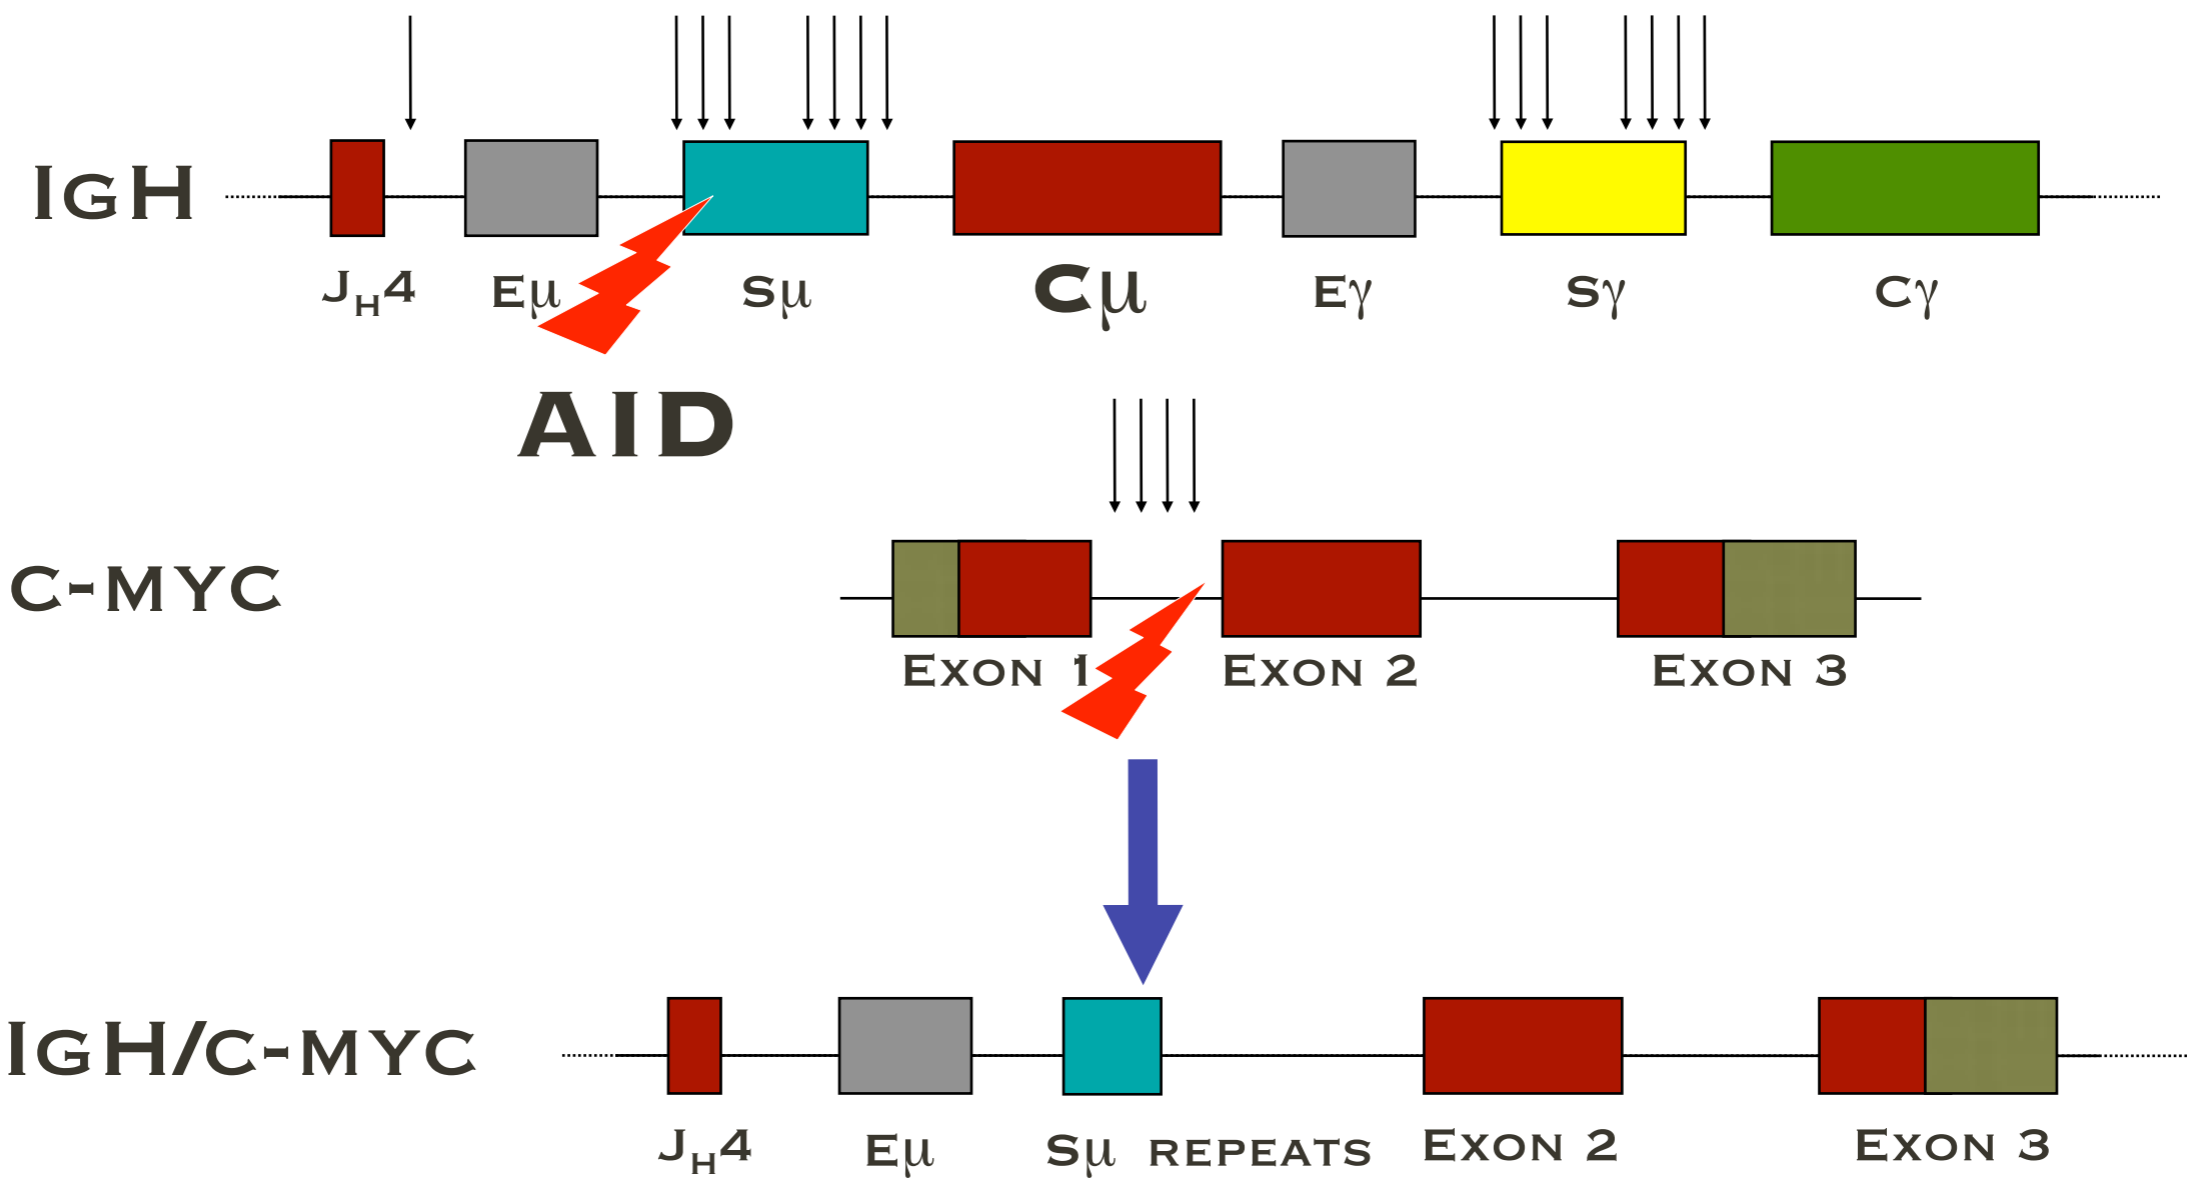 IgH
JH4 Eμ Sμ Cμ Eγ Sγ Cγ
AID
c-myc
Exon 1 Exon 2 Exon 3
IgH/c-myc
JH4 Eμ Sμ repeats Exon 2 Exon 3